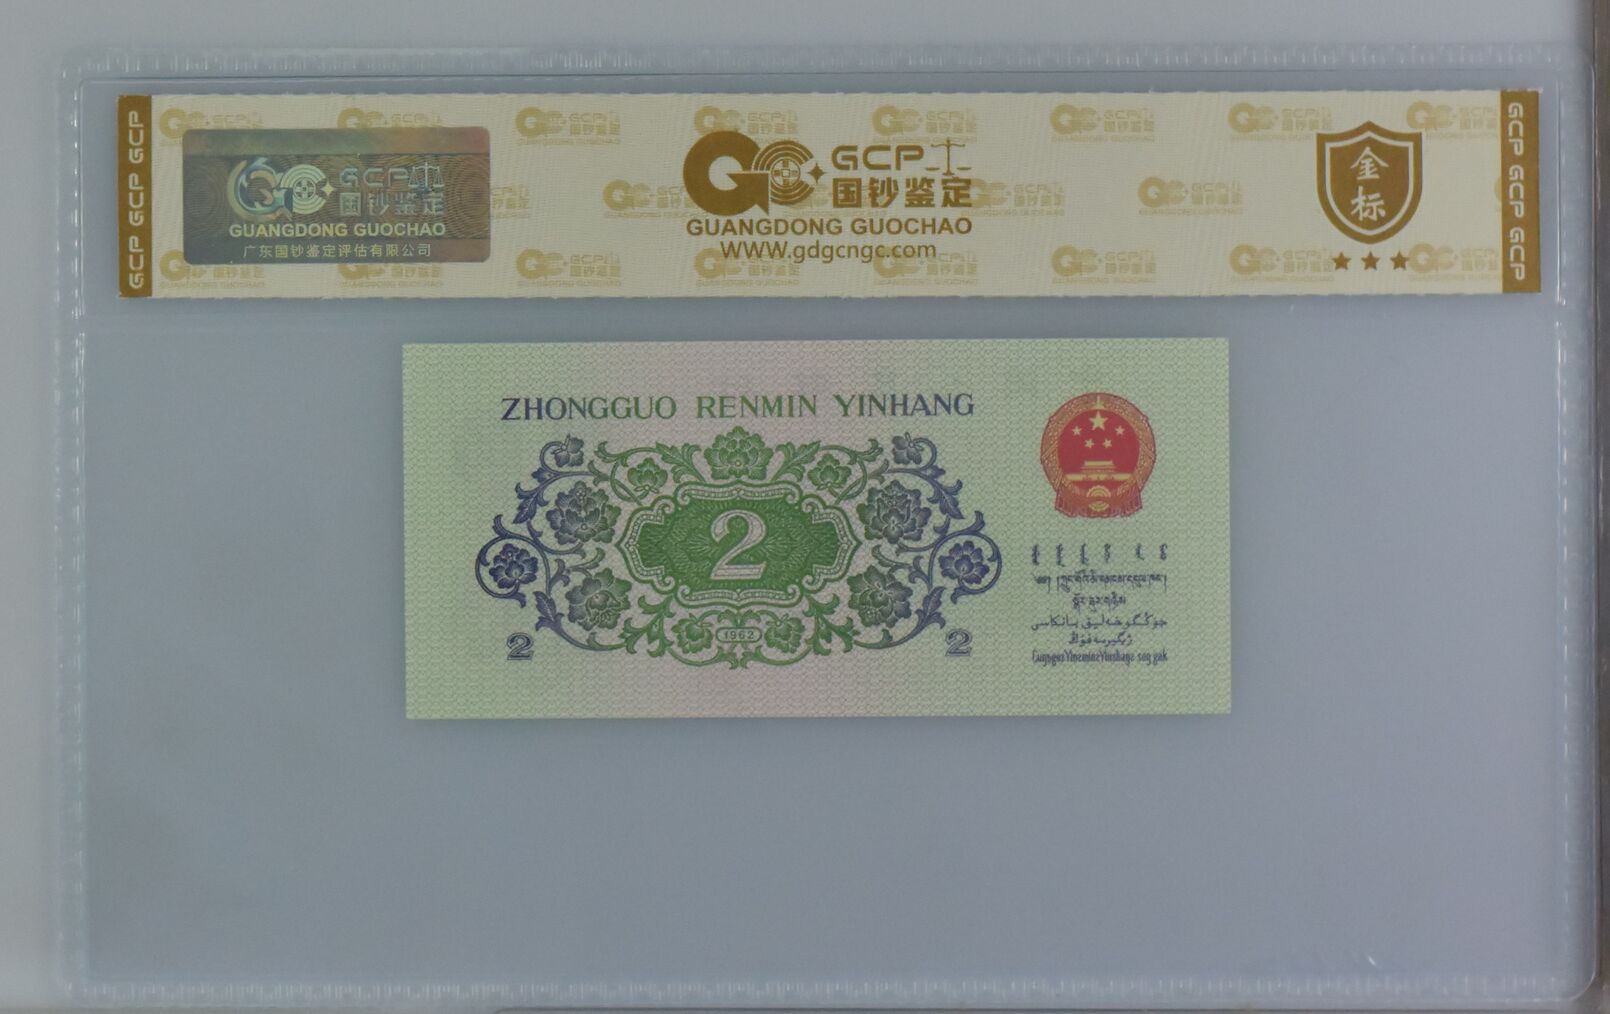 GCP GCP GCP
GCP
国钞鉴定
GUANGDONG GUOCHAO
广东国钞鉴定评估有限公司
GCP
国钞鉴定
GUANGDONG GUOCHAO
WWW.gdgcngc.com
金
标
GCP GCP GCP
ZHONGGUO RENMIN YINHANG
2
1962
2
2